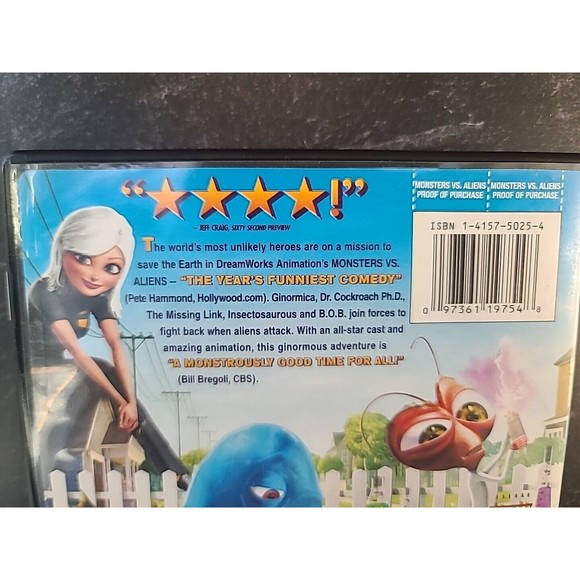 “★★★★!”
– JEFF CRAIG, SIXTY SECOND PREVIEW
The world's most unlikely heroes are on a mission to
save the Earth in DreamWorks Animation's MONSTERS VS.
ALIENS – “THE YEAR'S FUNNIEST COMEDY”
(Pete Hammond, Hollywood.com). Ginormica, Dr. Cockroach Ph.D.,
The Missing Link, Insectosaurous and B.O.B. join forces to
fight back when aliens attack. With an all-star cast and
amazing animation, this ginormous adventure is
“A MONSTROUSLY GOOD TIME FOR ALL!”
(Bill Bregoli, CBS).
MONSTERS VS. ALIENS
PROOF OF PURCHASE
MONSTERS VS. ALIENS
PROOF OF PURCHASE
ISBN 1-4157-5025-4
0 97361 19754 8